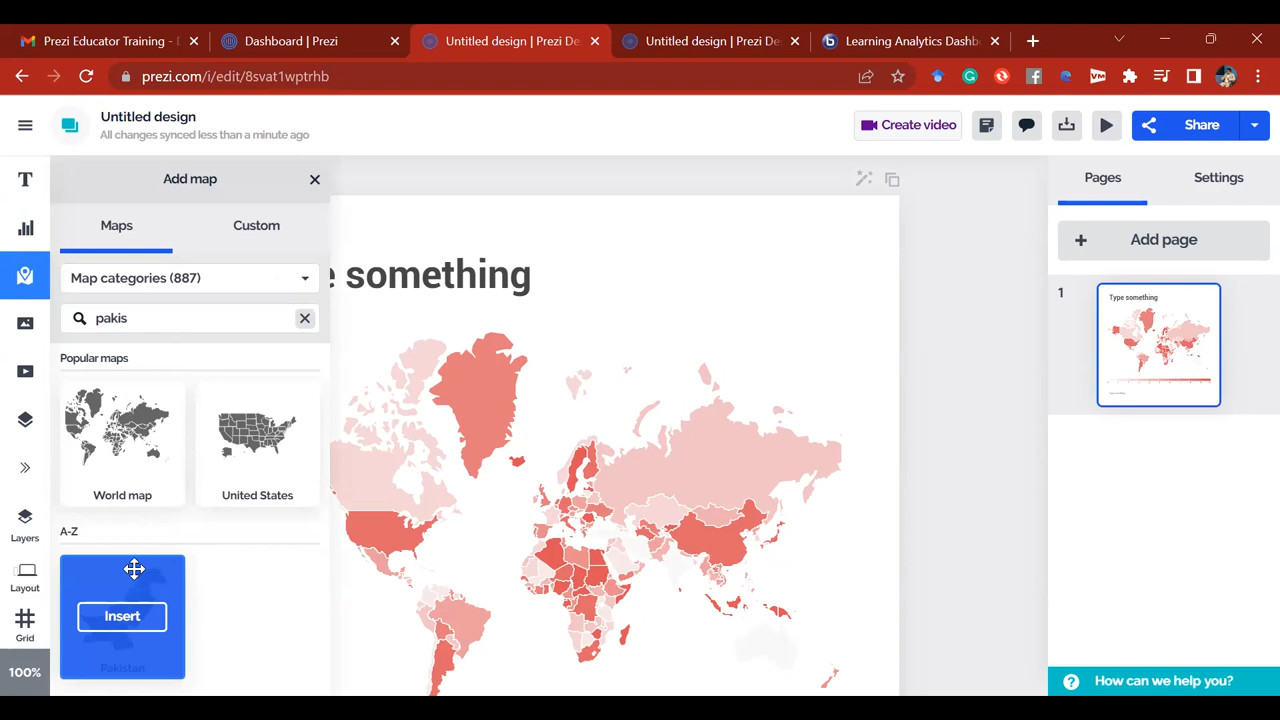 Prezi Educator Training - D
Dashboard | Prezi
Untitled design | Prezi De
Untitled design | Prezi De
Learning Analytics Dashb
prezi.com/i/edit/8svat1wptrhb
VM
Untitled design
All changes synced less than a minute ago
Create video
Share
Add map
Pages
Settings
Maps
Custom
Add page
Map categories (887)
e something
1
Type something
pakis
Popular maps
World map
United States
A-Z
Layers
Layout
Insert
Grid
Pakistan
100%
How can we help you?